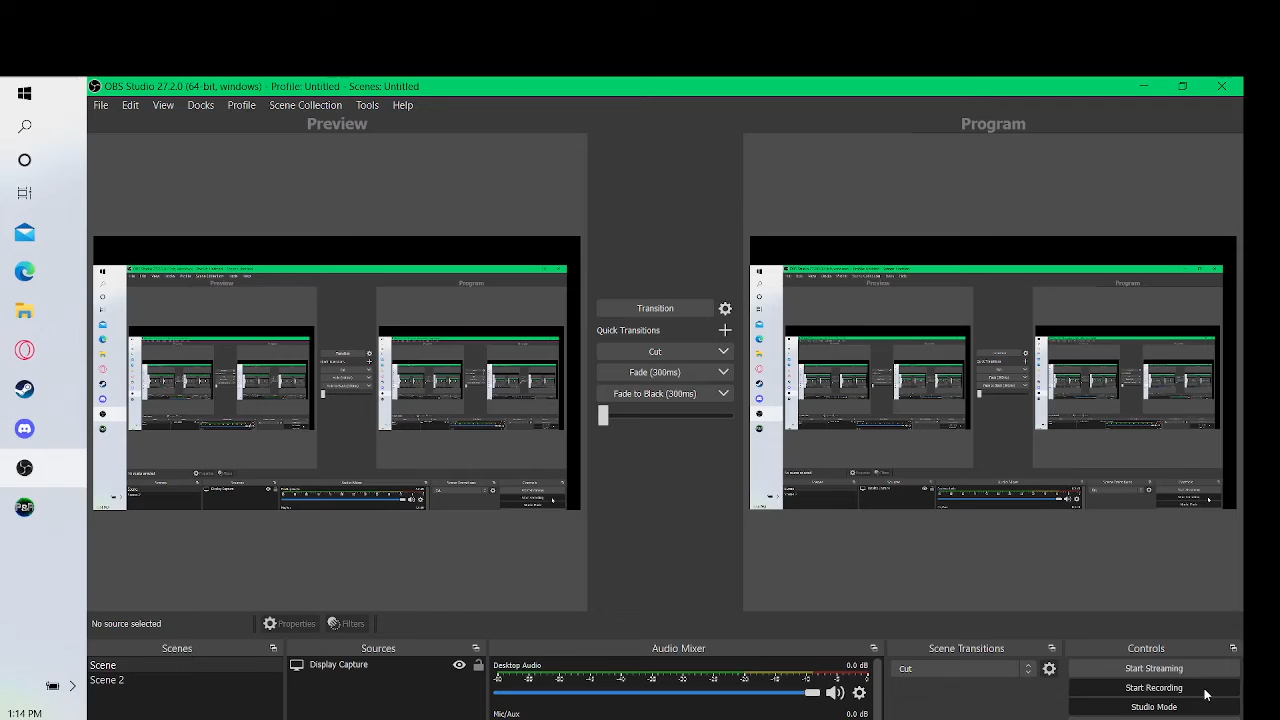 OBS Studio 27.2.0 (64-bit, windows) - Profile: Untitled - Scenes: Untitled
File Edit View Docks Profile Scene Collection Tools Help
Preview
Program
Transition
Quick Transitions
Cut
Fade (300ms)
Fade to Black (300ms)
No source selected
Properties
Filters
Scenes
Sources
Audio Mixer
Scene Transitions
Controls
Scene
Scene 2
Display Capture
Desktop Audio
0.0 dB
Mic/Aux
0.0 dB
Cut
Start Streaming
Start Recording
Studio Mode
1:14 PM